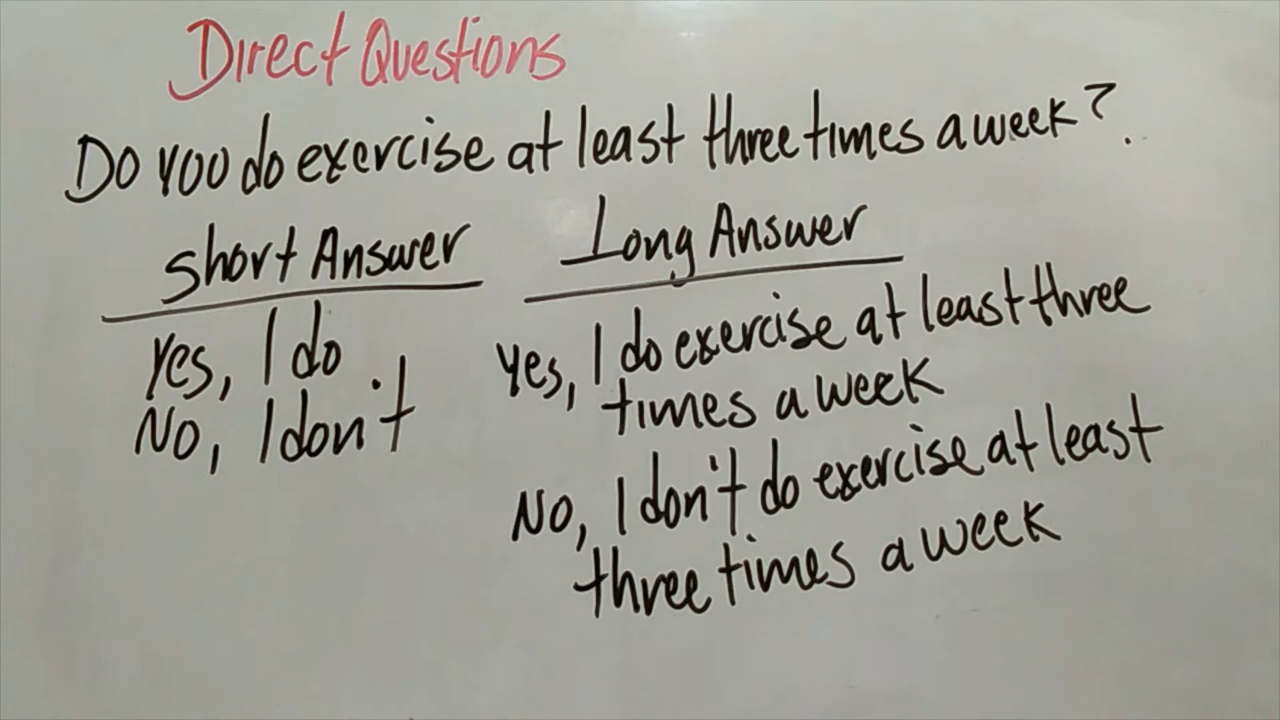 Direct Questions
Do you do exercise at least three times a week?
Short Answer
Yes, I do
No, I don't
Long Answer
Yes, I do exercise at least three
times a week
No, I don't do exercise at least
three times a week